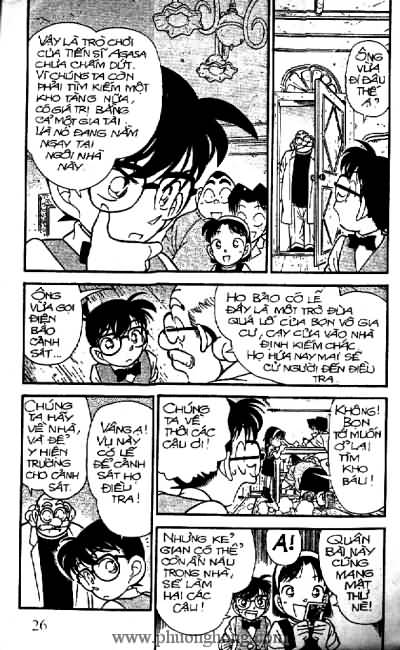 ÔNG
VỪA
ĐI ĐÂU
THẾ
Ạ?
VẬY LÀ TRÒ CHƠI
CỦA TIẾN SĨ AGASA
CHƯA CHẤM DỨT.
VÌ CHÚNG TA CÒN
PHẢI TÌM KIẾM MỘT
KHO TÀNG NỮA,
CÓ GIÁ TRỊ BẰNG
CẢ MỘT GIA TÀI...
LÀ NÓ ĐANG NẰM
NGAY TẠI
NGÔI NHÀ
NÀY.
HỌ BẢO CÓ LẼ
ĐÂY LÀ MỘT TRÒ ĐÙA
QUÁ LỐ CỦA BỌN VÔ GIA
CƯ, CẠY CỬA VÀO NHÀ
ĐỊNH KIẾM CHÁC.
HỌ HỨA NAY MAI SẼ
CỬ NGƯỜI ĐẾN ĐIỀU
TRA.
ÔNG
VỪA GỌI
ĐIỆN
BÁO
CẢNH
SÁT...
VÂNG Ạ!
VỤ NÀY
CÓ LẼ
ĐỂ CẢNH
SÁT HỌ
ĐIỀU
TRA!
CHÚNG
TA HÃY
VỀ NHÀ,
VÀ ĐỂ
Y HIỆN
TRƯỜNG
CHO CẢNH
SÁT.
KHÔNG!
BỌN
TỚ MUỐN
Ở LẠI
TÌM
KHO
BÁU!
CHÚNG
TA VỀ
THÔI CÁC
CẬU ƠI!
QUÂN
BÀI NÀY
CŨNG
MANG
MẬT
THƯ
NÈ!
A!
NHƯNG KẺ
GIAN CÓ THỂ
CÒN ẨN NÁU
TRONG NHÀ,
SẼ LÀM
HẠI CÁC
CẬU!
26
www.phuonghong.com